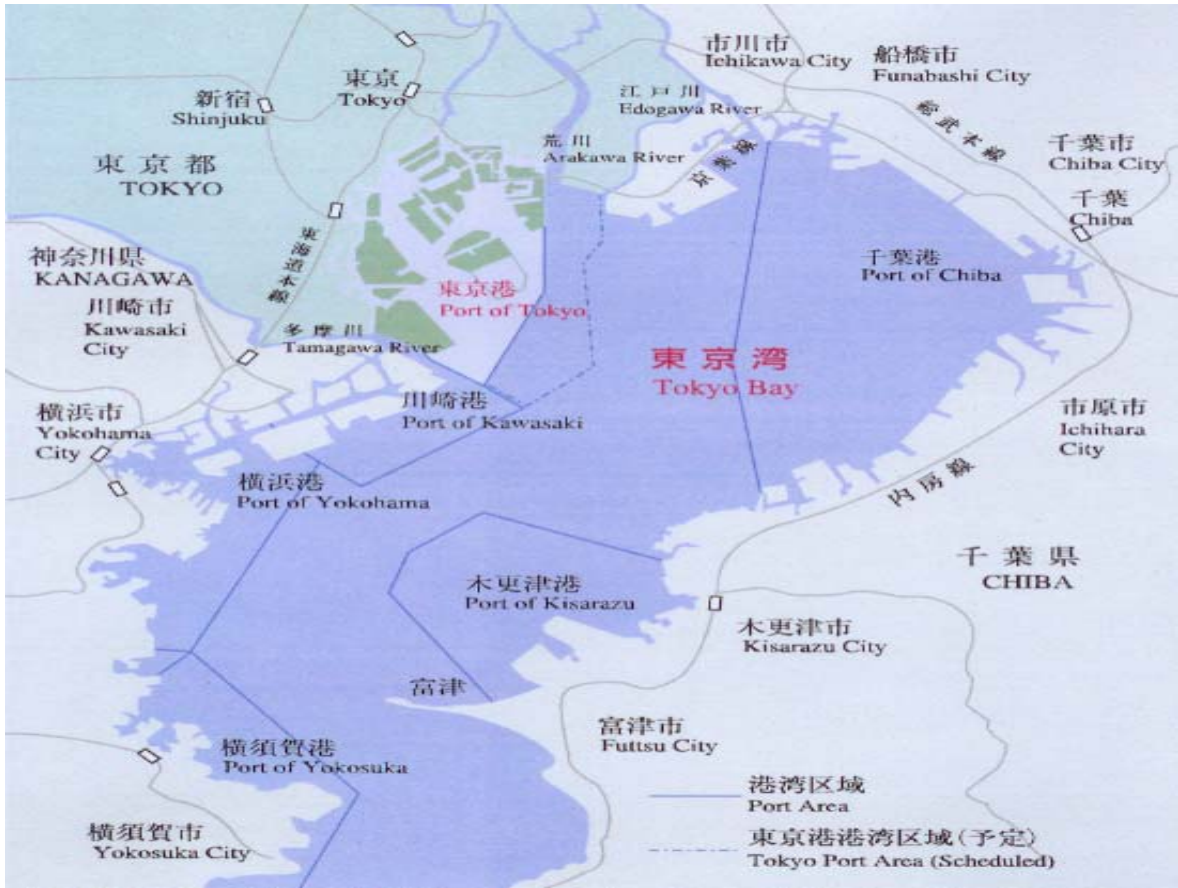 市川市
Ichikawa City
船橋市
Funabashi City
東京
Tokyo
新宿
Shinjuku
江戸川
Edogawa River
総武本線
荒川
Arakawa River
京葉線
千葉市
Chiba City
東京都
TOKYO
千葉
Chiba
神奈川県
KANAGAWA
東海道本線
千葉港
Port of Chiba
川崎市
Kawasaki
City
東京港
Port of Tokyo
多摩川
Tamagawa River
東京湾
Tokyo Bay
川崎港
Port of Kawasaki
横浜市
Yokohama
City
市原市
Ichihara
City
横浜港
Port of Yokohama
内房線
千葉県
CHIBA
木更津港
Port of Kisarazu
木更津市
Kisarazu City
富津
富津市
Futtsu City
横須賀港
Port of Yokosuka
港湾区域
Port Area
横須賀市
Yokosuka City
東京港港湾区域(予定)
Tokyo Port Area (Scheduled)